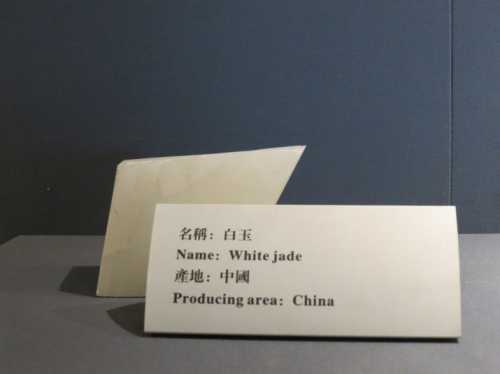 名稱：白玉
Name: White jade
產地：中國
Producing area: China